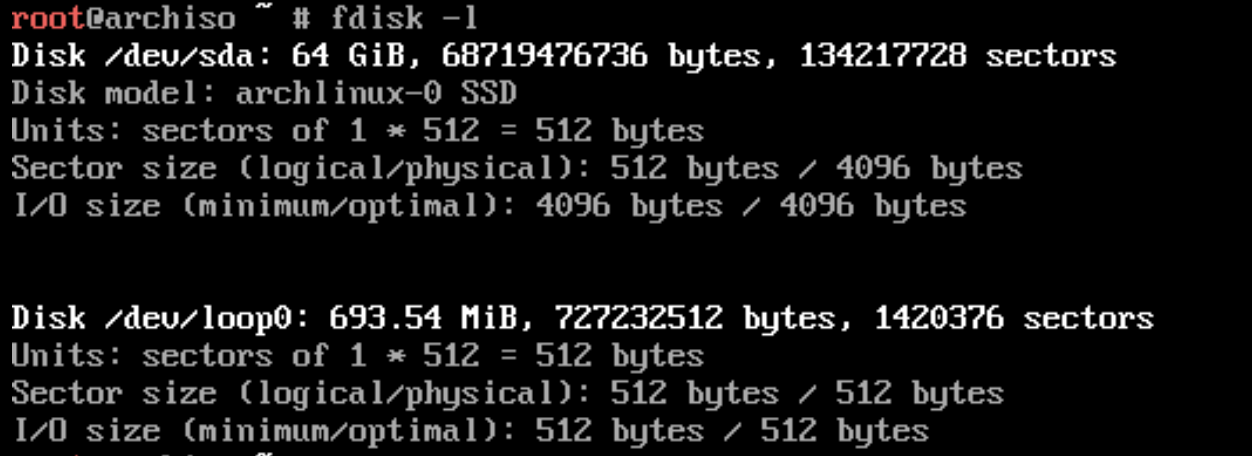 root@archiso ~ # fdisk -l
Disk /dev/sda: 64 GiB, 68719476736 bytes, 134217728 sectors
Disk model: archlinux-0 SSD
Units: sectors of 1 * 512 = 512 bytes
Sector size (logical/physical): 512 bytes / 4096 bytes
I/O size (minimum/optimal): 4096 bytes / 4096 bytes
Disk /dev/loop0: 693.54 MiB, 727232512 bytes, 1420376 sectors
Units: sectors of 1 * 512 = 512 bytes
Sector size (logical/physical): 512 bytes / 512 bytes
I/O size (minimum/optimal): 512 bytes / 512 bytes